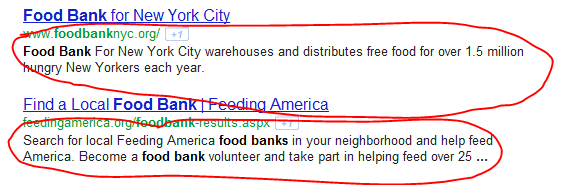 Food Bank for New York City
www.foodbanknyc.org/ +1
Food Bank For New York City warehouses and distributes free food for over 1.5 million
hungry New Yorkers each year.
Find a Local Food Bank | Feeding America
feedingamerica.org/foodbank-results.aspx +1
Search for local Feeding America food banks in your neighborhood and help feed
America. Become a food bank volunteer and take part in helping feed over 25 ...